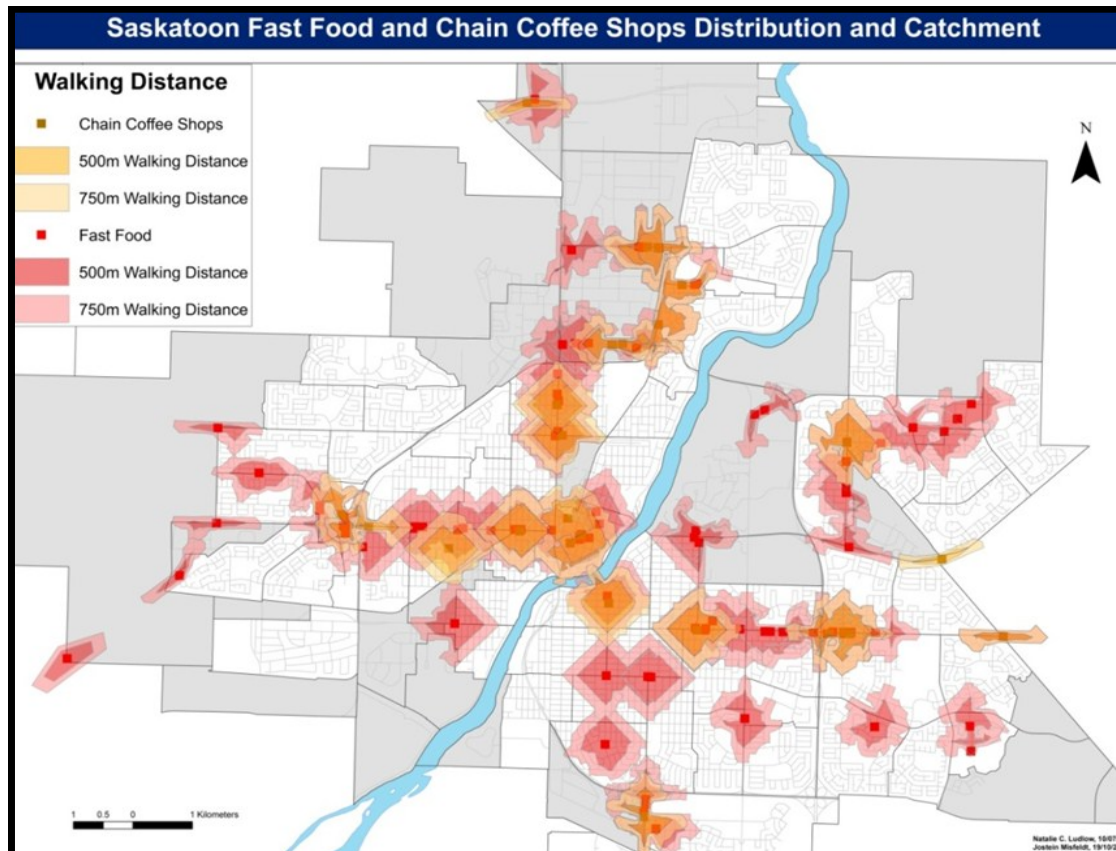 Saskatoon Fast Food and Chain Coffee Shops Distribution and Catchment
Walking Distance
Chain Coffee Shops
500m Walking Distance
750m Walking Distance
Fast Food
500m Walking Distance
750m Walking Distance
N
1 0.5 0 1 Kilometers
Natalie C. Ludlow,
Jostein Misfeldt,